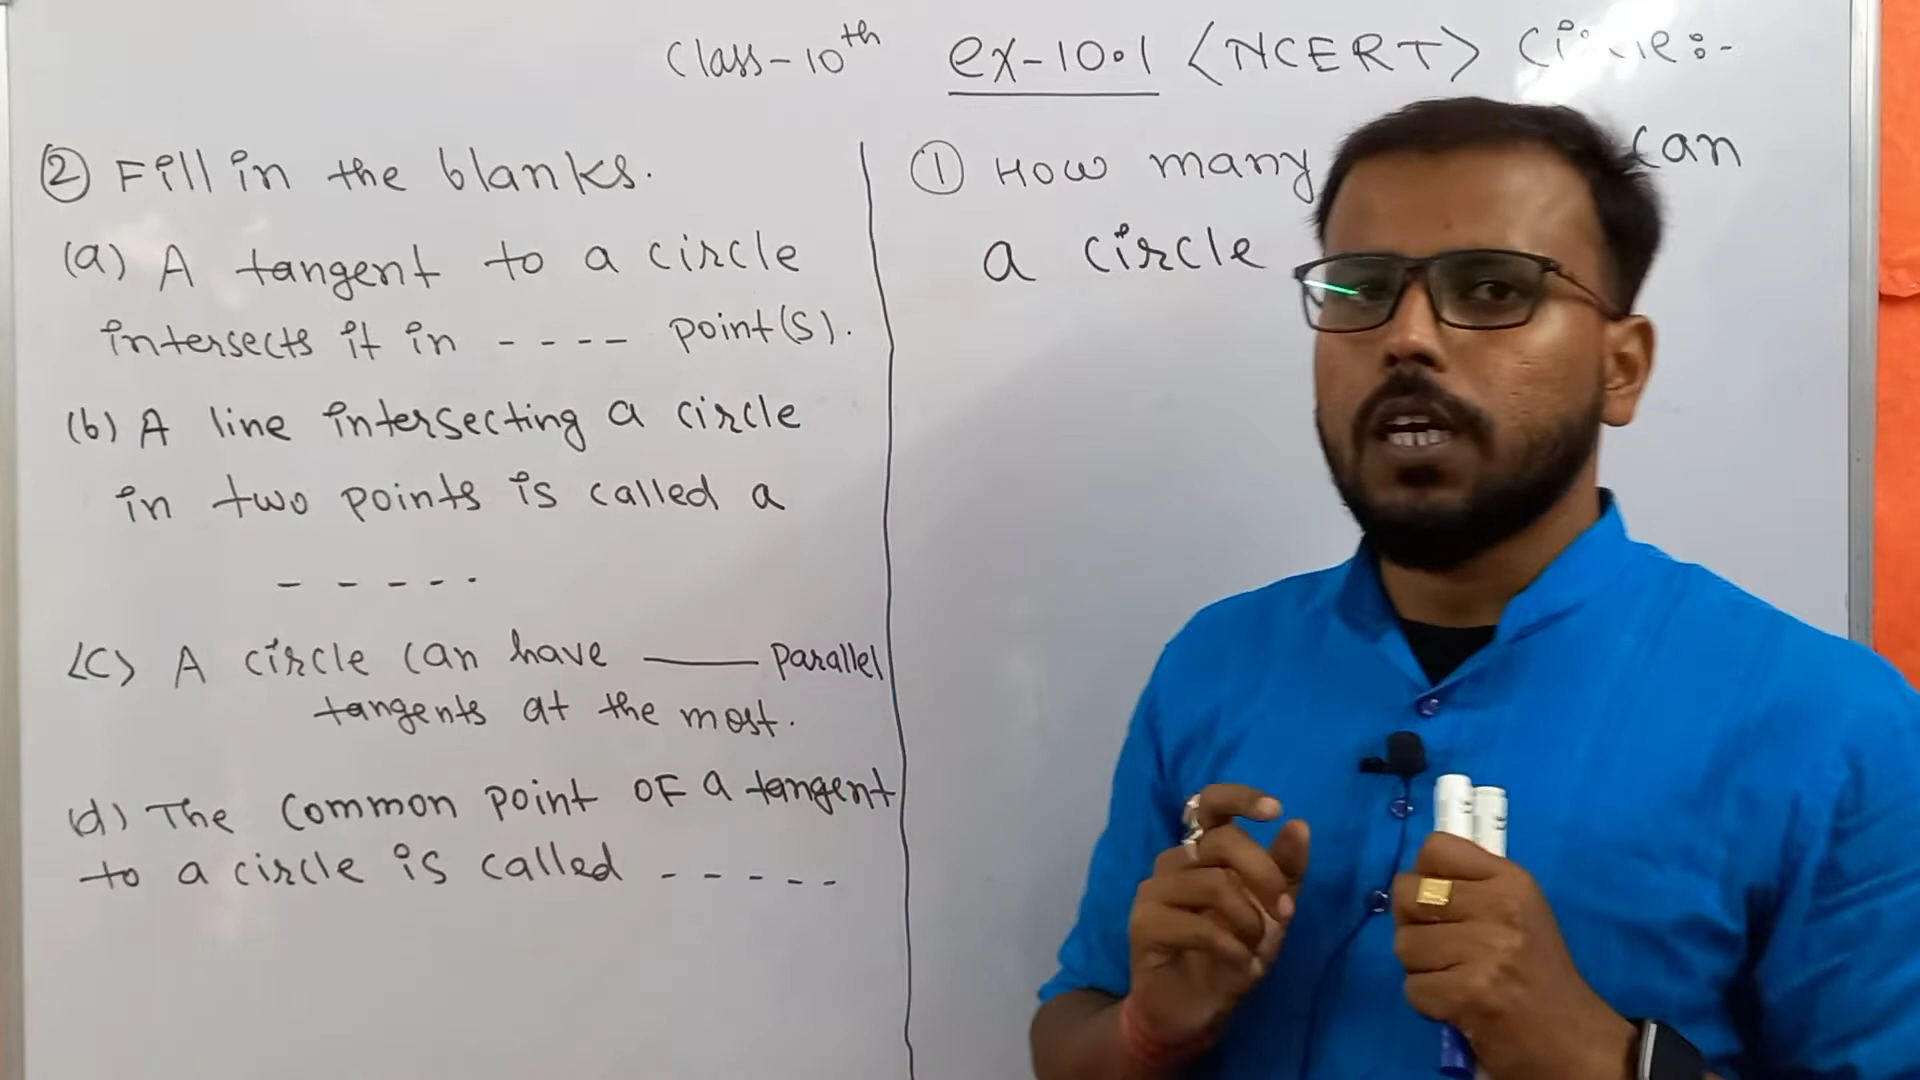 Class-10th ex-10.1 <NCERT>
② Fill in the blanks.
(a) A tangent to a circle
intersects it in ---- point(s).
(b) A line intersecting a circle
in two points is called a
-----
<c> A circle can have ____ parallel
tangents at the most.
(d) The common point of a tangent
to a circle is called -----
① How many can
a circle